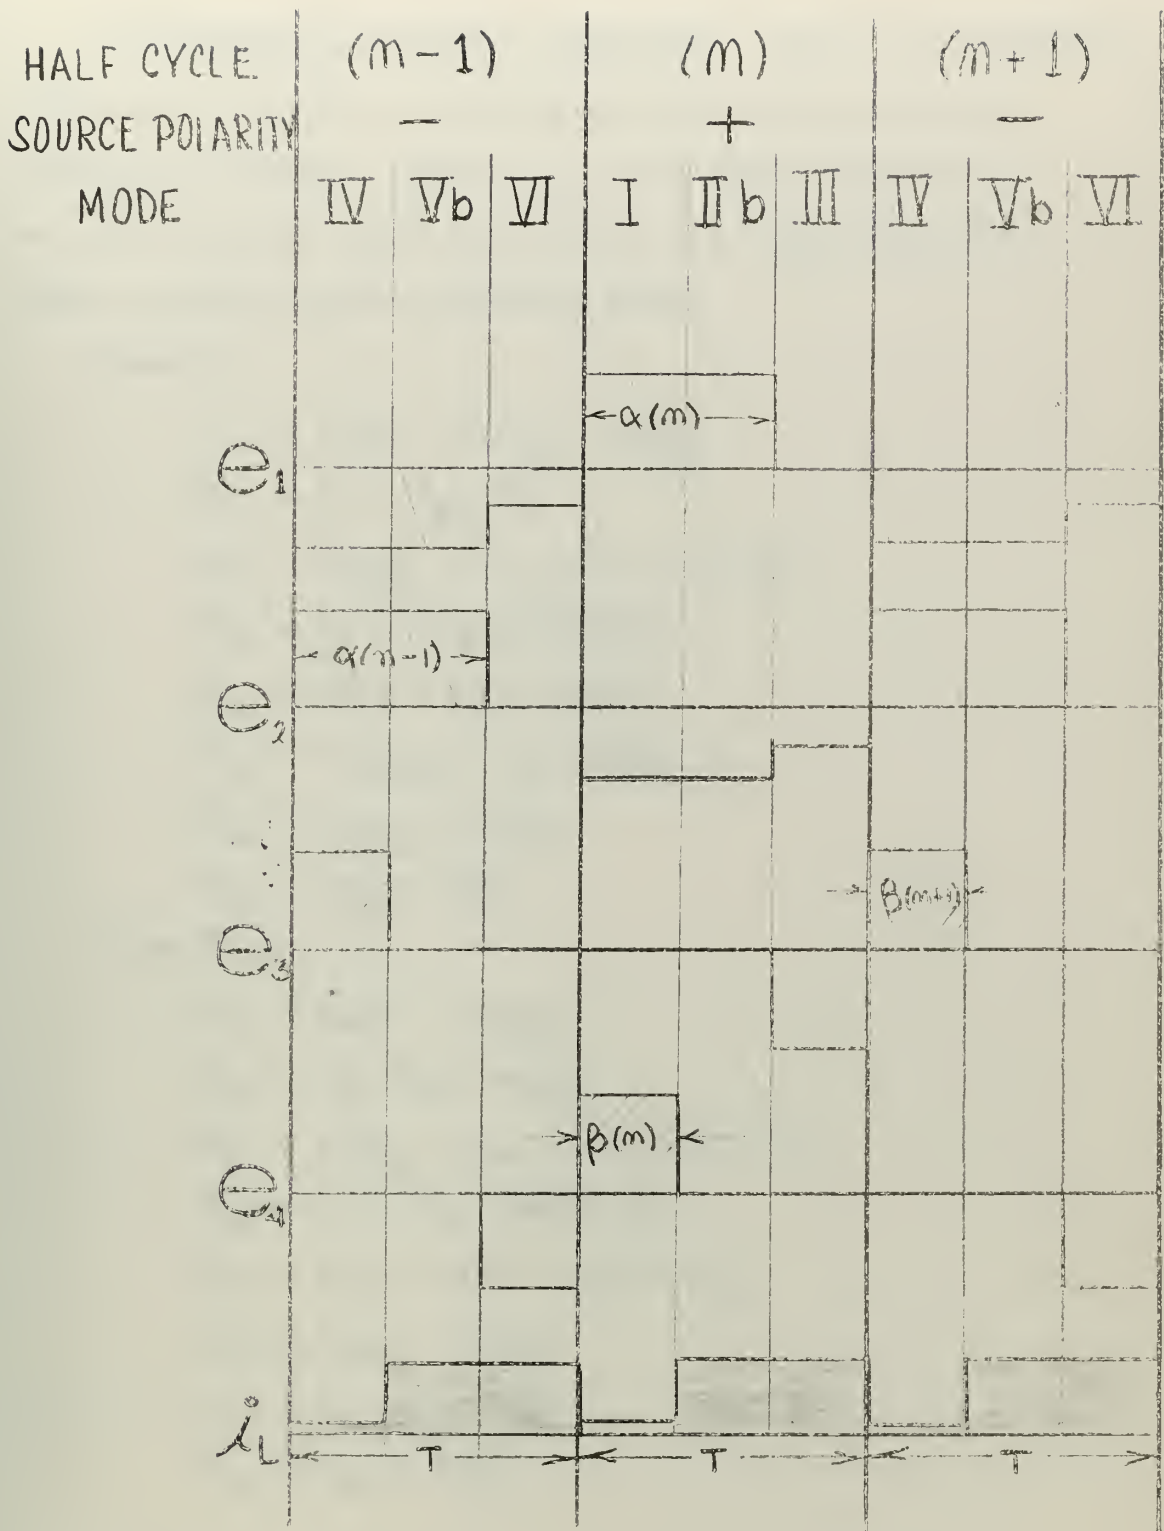 HALF CYCLE (n-1) (n) (n+1)
SOURCE POLARITY - + -
MODE IV Vb VI I IIb III IV Vb VI
α(n)
e1
α(n-1)
e2
β(n+1)
e3
β(n)
e4
iL
T T T